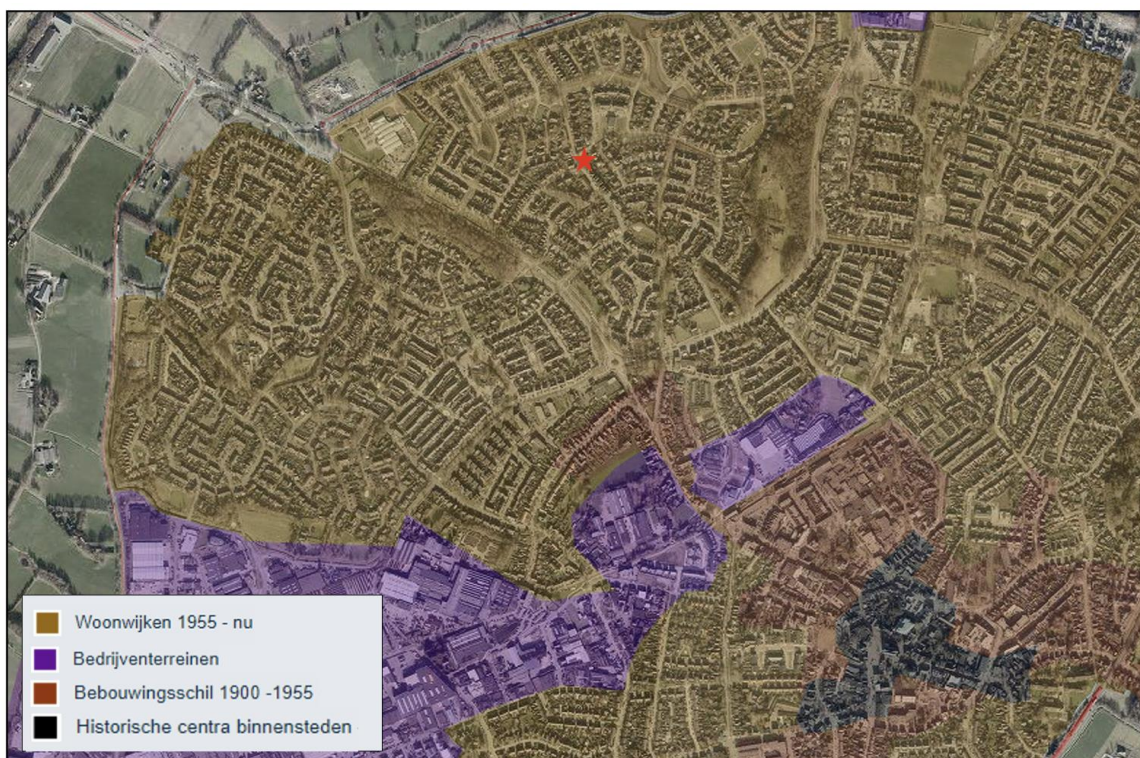 Woonwijken 1955 - nu
Bedrijventerreinen
Bebouwingsschil 1900 -1955
Historische centra binnensteden